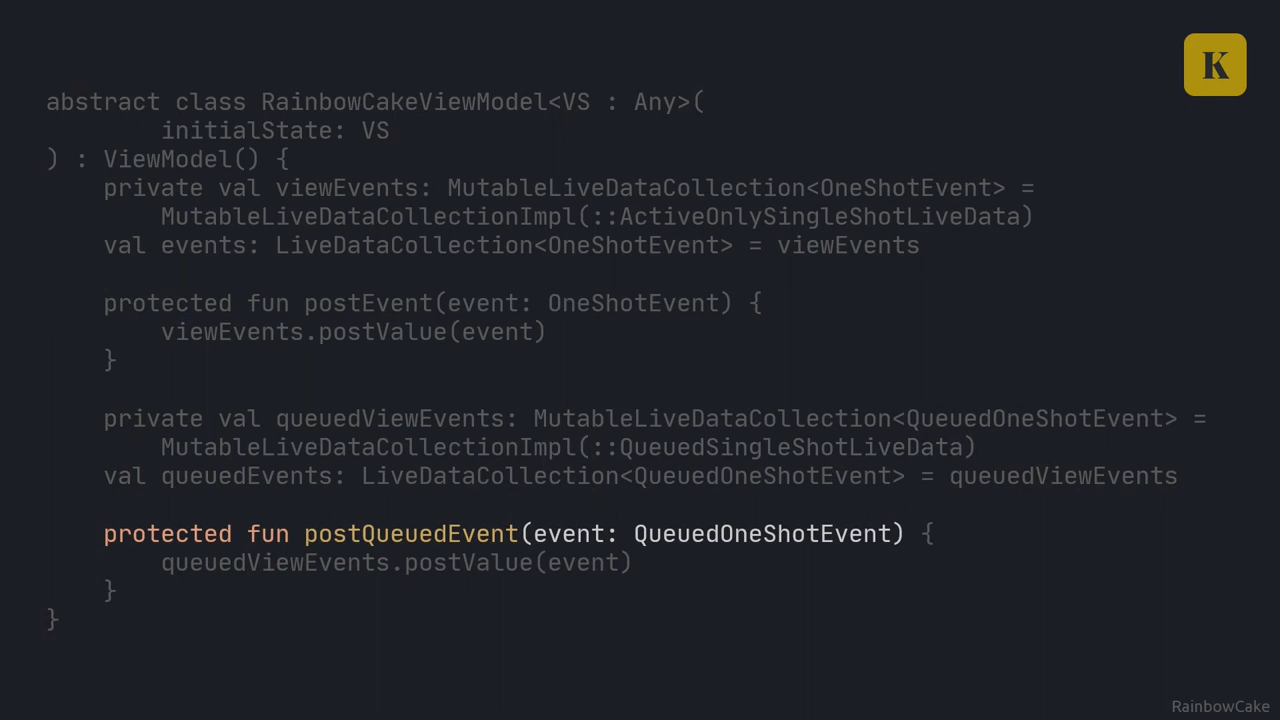 K
abstract class RainbowCakeViewModel<VS : Any>(
        initialState: VS
) : ViewModel() {
    private val viewEvents: MutableLiveDataCollection<OneShotEvent> =
        MutableLiveDataCollectionImpl(::ActiveOnlySingleShotLiveData)
    val events: LiveDataCollection<OneShotEvent> = viewEvents

    protected fun postEvent(event: OneShotEvent) {
        viewEvents.postValue(event)
    }

    private val queuedViewEvents: MutableLiveDataCollection<QueuedOneShotEvent> =
        MutableLiveDataCollectionImpl(::QueuedSingleShotLiveData)
    val queuedEvents: LiveDataCollection<QueuedOneShotEvent> = queuedViewEvents

    protected fun postQueuedEvent(event: QueuedOneShotEvent) {
        queuedViewEvents.postValue(event)
    }
}
RainbowCake